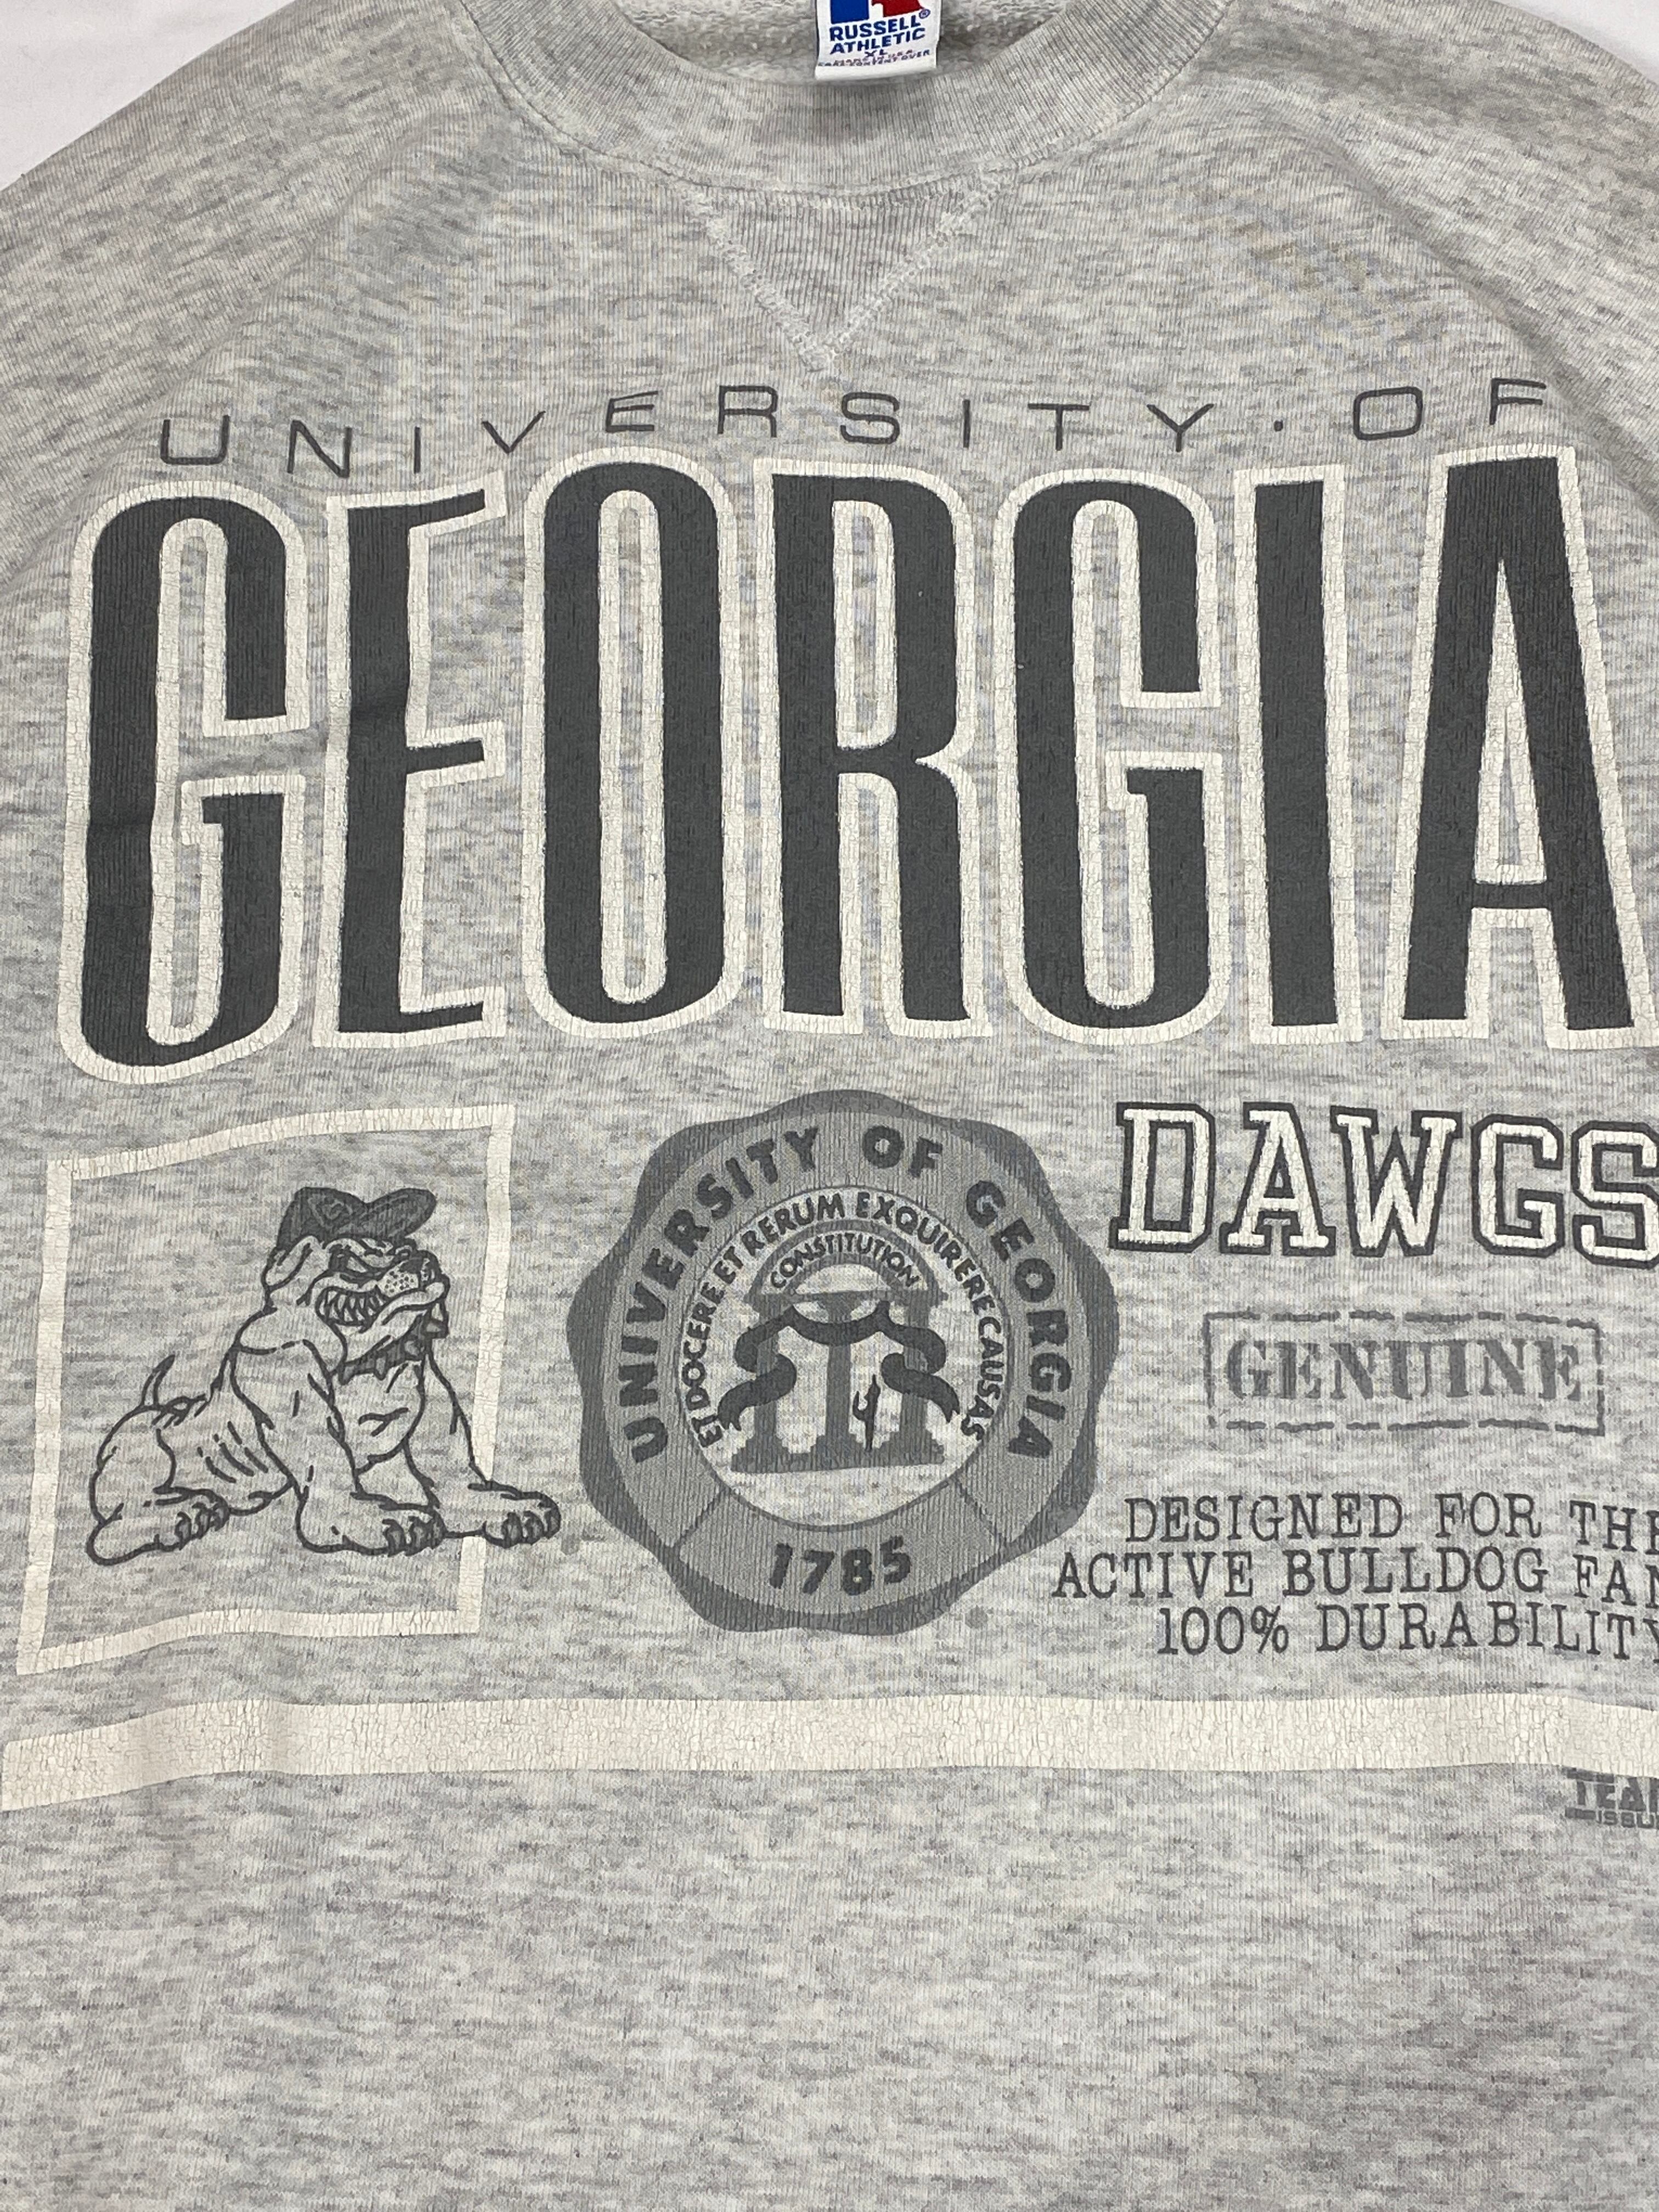 RUSSELL®
ATHLETIC
XL
UNIVERSITY·OF
GEORGIA
DAWGS
UNIVERSITY OF GEORGIA
ET DOCERE ET RERUM EXQUIRERE CAUSAS
CONSTITUTION
1785
GENUINE
DESIGNED FOR THE
ACTIVE BULLDOG FAN
100% DURABILITY